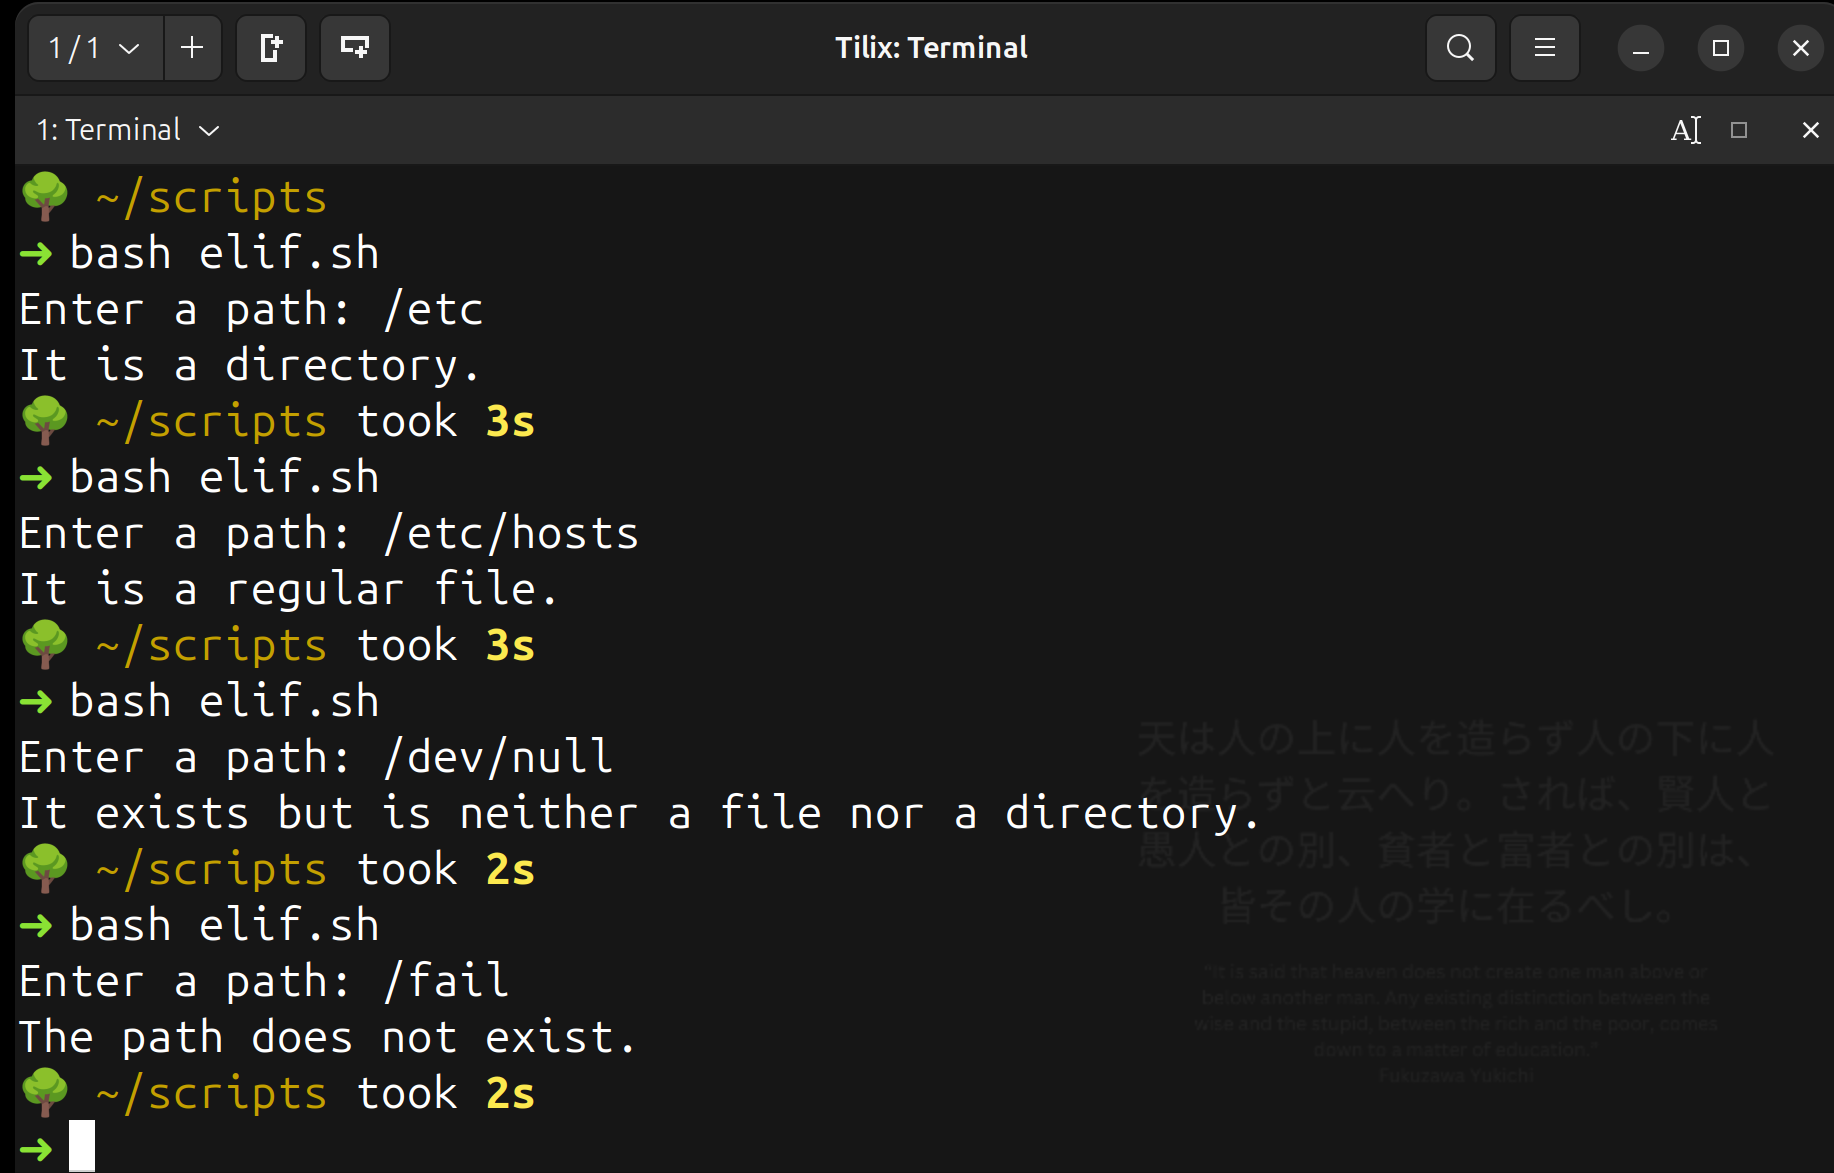 1 / 1
Tilix: Terminal
1: Terminal
~/scripts
➜ bash elif.sh
Enter a path: /etc
It is a directory.
~/scripts took 3s
➜ bash elif.sh
Enter a path: /etc/hosts
It is a regular file.
~/scripts took 3s
➜ bash elif.sh
Enter a path: /dev/null
It exists but is neither a file nor a directory.
~/scripts took 2s
➜ bash elif.sh
Enter a path: /fail
The path does not exist.
~/scripts took 2s
➜
天は人の上に人を造らず人の下に人
を造らずと云へり。されば、賢人と
愚人との別、貧者と富者との別は、
皆その人の学に在るべし。
"It is said that heaven does not create one man above or
below another man. Any existing distinction between the
wise and the stupid, between the rich and the poor, comes
down to a matter of education."
Fukuzawa Yukichi